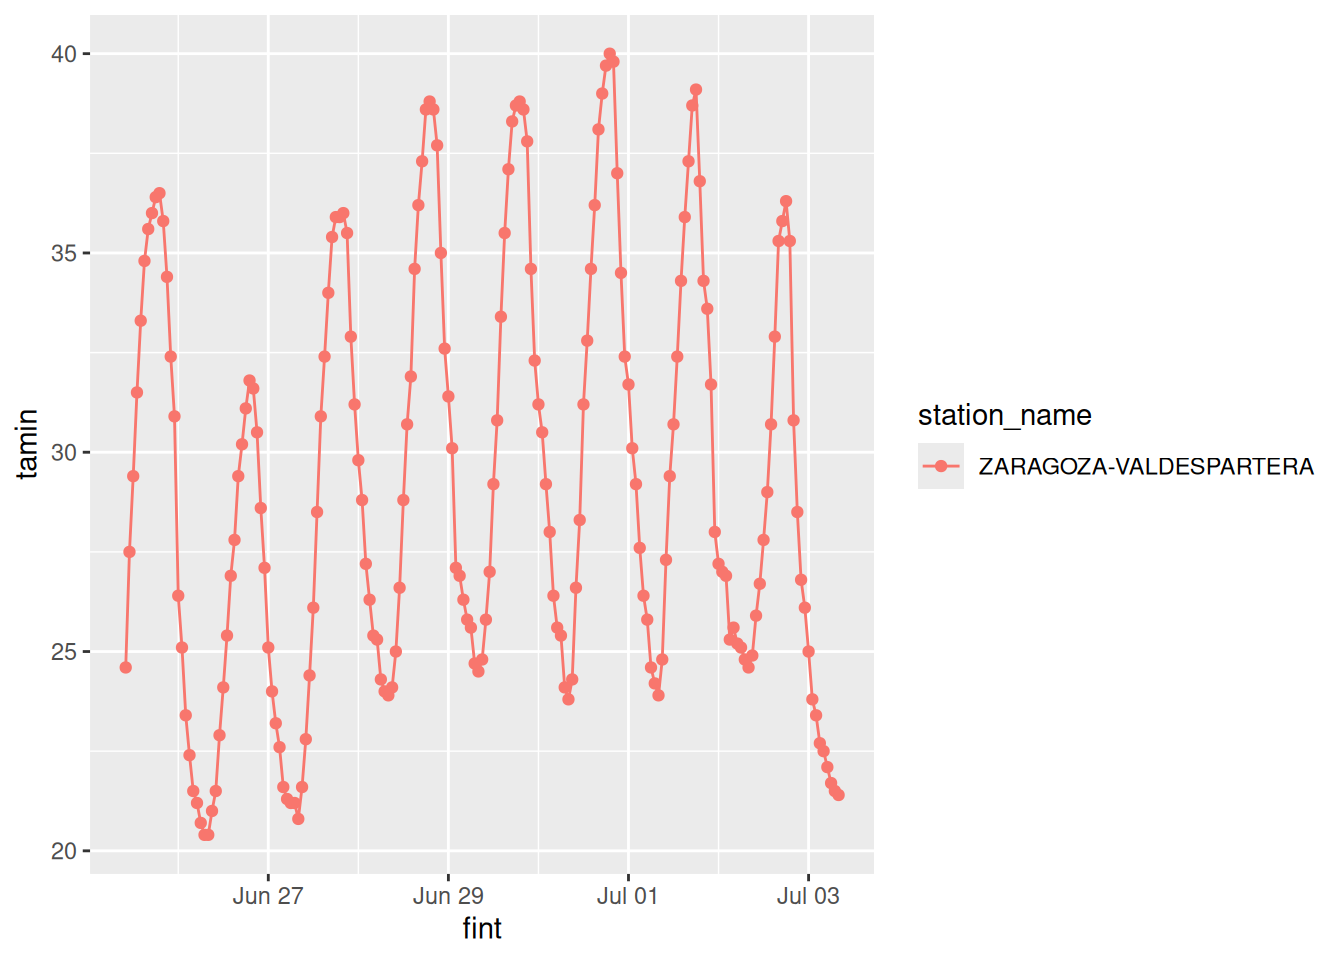 40
35
30
25
20
tamin
Jun 27
Jun 29
Jul 01
Jul 03
fint
station_name
ZARAGOZA-VALDESPARTERA